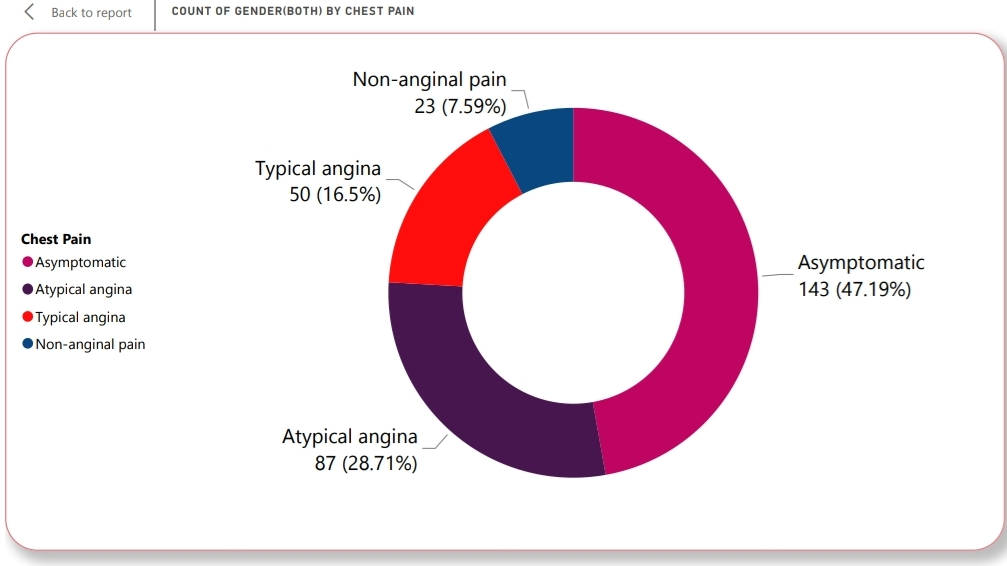 Back to report
COUNT OF GENDER(BOTH) BY CHEST PAIN
Non-anginal pain
23 (7.59%)
Typical angina
50 (16.5%)
Chest Pain
Asymptomatic
Atypical angina
Typical angina
Non-anginal pain
Asymptomatic
143 (47.19%)
Atypical angina
87 (28.71%)